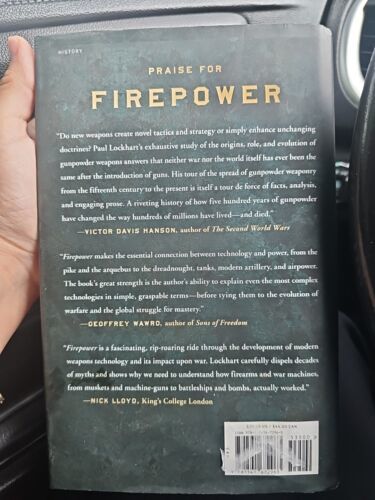 HISTORY
PRAISE FOR
FIREPOWER
"Do new weapons create novel tactics and strategy or simply enhance unchanging
doctrines? Paul Lockhart's exhaustive study of the origins, role, and evolution of
gunpowder weapons answers that neither war nor the world itself has ever been the
same after the introduction of guns. His tour of the spread of gunpowder weaponry
from the fifteenth century to the present is itself a tour de force of facts, analysis,
and engaging prose. A riveting history of how five hundred years of gunpowder
have changed the way hundreds of millions have lived—and died."
—VICTOR DAVIS HANSON, author of The Second World Wars
"Firepower makes the essential connection between technology and power, from the
pike and the arquebus to the dreadnought, tanks, modern artillery, and airpower.
The book's great strength is the author's ability to explain even the most complex
technologies in simple, graspable terms—before tying them to the evolution of
warfare and the global struggle for mastery."
—GEOFFREY WAWRO, author of Sons of Freedom
"Firepower is a fascinating, rip-roaring ride through the development of modern
weapons technology and its impact upon war. Lockhart carefully dispels decades
of myths and shows why we need to understand how firearms and war machines,
from muskets and machine-guns to battleships and bombs, actually worked."
—NICK LLOYD, King's College London
ISBN